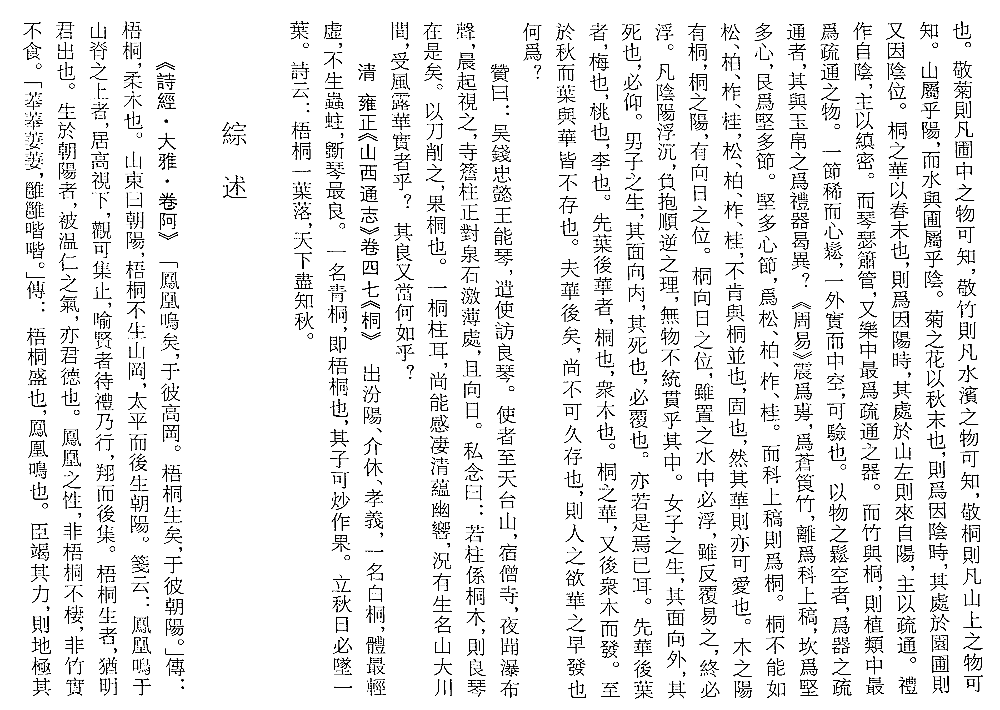 也。敬菊則凡圃中之物可知，敬竹則凡水濱之物可知，敬桐則凡山上之物可
知。山屬乎陽，而水與圃屬乎陰。菊之花以秋末也，則爲因陰時，其處於園圃則
又因陰位。桐之華以春末也，則爲因陽時，其處於山左則來自陽，主以疏通。禮
作自陰，主以縝密。而琴瑟簫管，又樂中最爲疏通之器。而竹與桐，則植類中最
爲疏通之物。一節稀而心鬆，一外實而中空，可驗也。以物之鬆空者，爲器之疏
通者，其與玉帛之爲禮器曷異？《周易》震爲旉，爲蒼筤竹，離爲科上稿，坎爲堅
多心，艮爲堅多節。堅多心節，爲松、柏、柞、桂。而科上稿則爲桐。桐不能如
松、柏、柞、桂，松、柏、柞、桂，不肯與桐並也，固也，然其華則亦可愛也。木之陽
有桐，桐之陽，有向日之位。桐向日之位，雖置之水中必浮，雖反覆易之，終必
浮。凡陰陽浮沉，負抱順逆之理，無物不統貫乎其中。女子之生，其面向外，其
死也，必仰。男子之生，其面向内，其死也，必覆也。亦若是焉已耳。先華後葉
者，梅也，桃也，李也。先葉後華者，桐也，衆木也。桐之華，又後衆木而發。至
於秋而葉與華皆不存也。夫華後矣，尚不可久存也，則人之欲華之早發也
何爲？
贊曰：吴錢忠懿王能琴，遣使訪良琴。使者至天台山，宿僧寺，夜聞瀑布
聲，晨起視之，寺簷柱正對泉石激薄處，且向日。私念曰：若柱係桐木，則良琴
在是矣。以刀削之，果桐也。一桐柱耳，尚能感凄清藴幽響，況有生名山大川
間，受風露華實者乎？其良又當何如乎？
清 雍正《山西通志》卷四七《桐》 出汾陽、介休、孝義，一名白桐，體最輕
虚，不生蟲蛀，斵琴最良。一名青桐，即梧桐也，其子可炒作果。立秋日必墜一
葉。詩云：梧桐一葉落，天下盡知秋。
綜述
《詩經·大雅·卷阿》 「鳳凰鳴矣，于彼高岡。梧桐生矣，于彼朝陽。」傳：
梧桐，柔木也。山東曰朝陽，梧桐不生山岡，太平而後生朝陽。箋云：鳳凰鳴于
山脊之上者，居高視下，觀可集止，喻賢者待禮乃行，翔而後集。梧桐生者，猶明
君出也。生於朝陽者，被温仁之氣，亦君德也。鳳凰之性，非梧桐不棲，非竹實
不食。「菶菶萋萋，雝雝喈喈。」傳：梧桐盛也，鳳凰鳴也。臣竭其力，則地極其